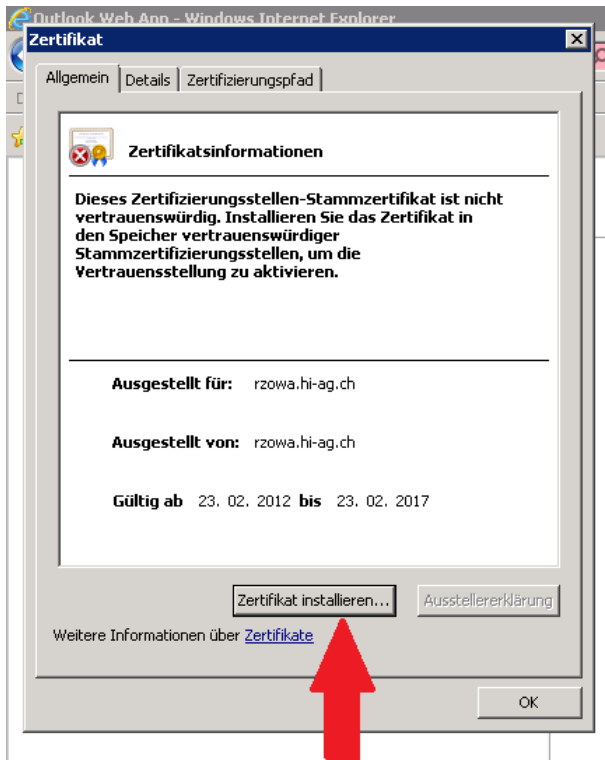 Outlook Web App - Windows Internet Explorer
Zertifikat
Allgemein
Details
Zertifizierungspfad
Zertifikatsinformationen
Dieses Zertifizierungsstellen-Stammzertifikat ist nicht
vertrauenswürdig. Installieren Sie das Zertifikat in
den Speicher vertrauenswürdiger
Stammzertifizierungsstellen, um die
Vertrauensstellung zu aktivieren.
Ausgestellt für: rzowa.hi-ag.ch
Ausgestellt von: rzowa.hi-ag.ch
Gültig ab 23. 02. 2012 bis 23. 02. 2017
Zertifikat installieren...
Ausstellererklärung
Weitere Informationen über Zertifikate
OK